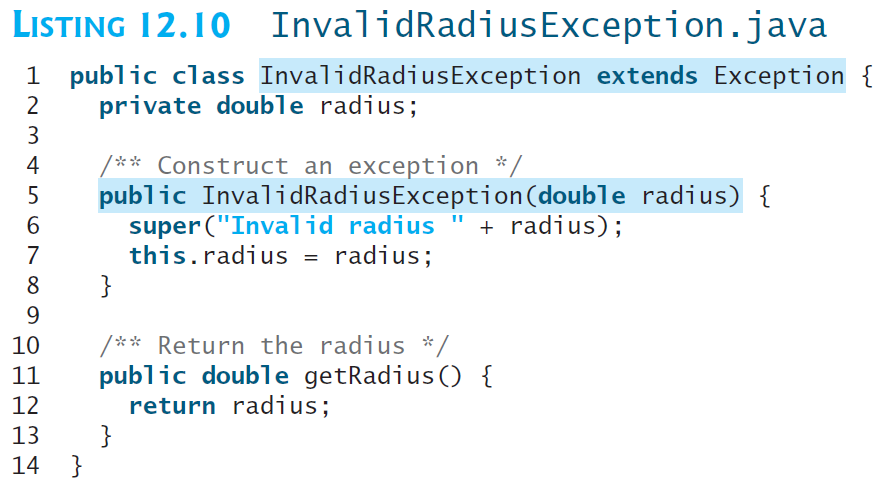 LISTING 12.10 InvalidRadiusException.java
1 public class InvalidRadiusException extends Exception {
2 private double radius;
3
4 /** Construct an exception */
5 public InvalidRadiusException(double radius) {
6 super("Invalid radius " + radius);
7 this.radius = radius;
8 }
9
10 /** Return the radius */
11 public double getRadius() {
12 return radius;
13 }
14 }